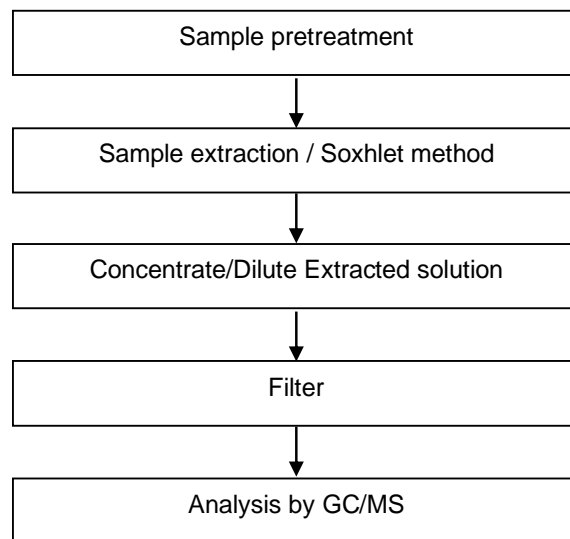 Sample pretreatment
Sample extraction / Soxhlet method
Concentrate/Dilute Extracted solution
Filter
Analysis by GC/MS